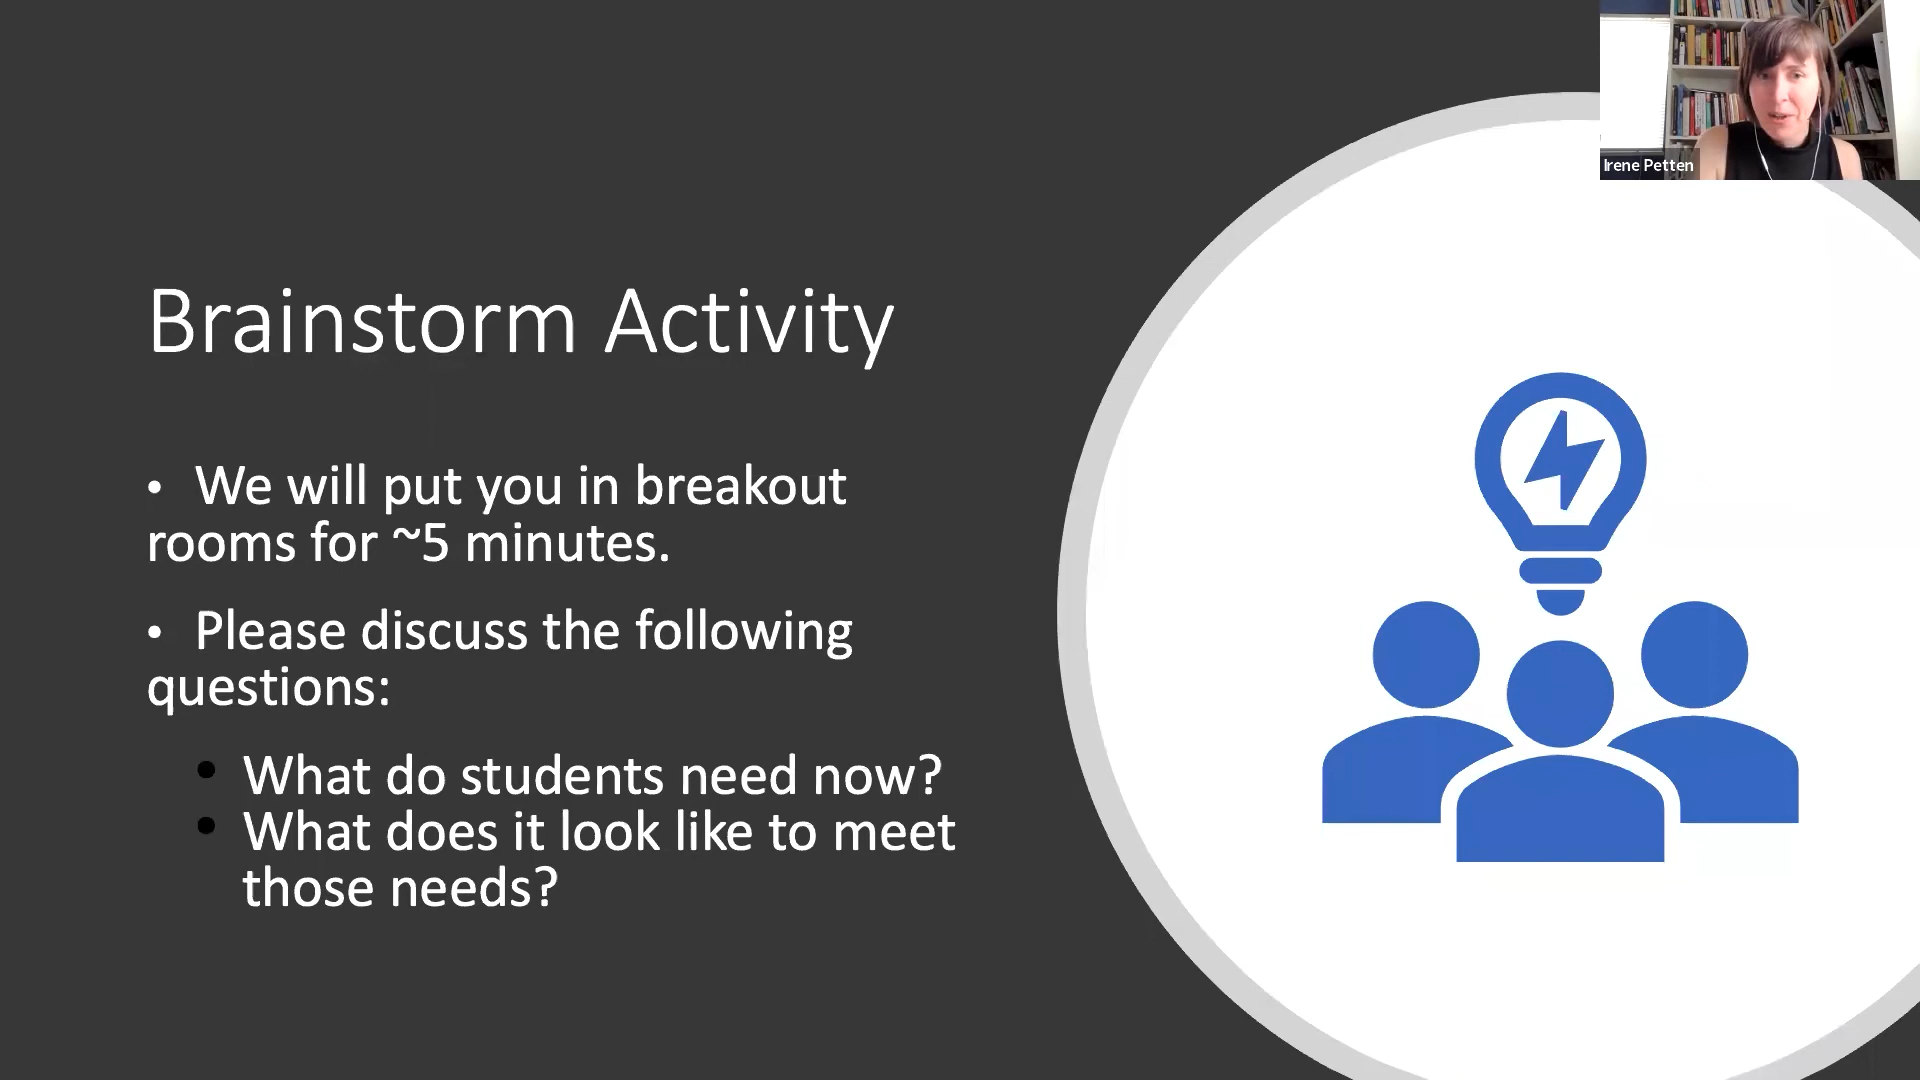 Irene Petten
Brainstorm Activity
• We will put you in breakout
rooms for ~5 minutes.
• Please discuss the following
questions:
• What do students need now?
• What does it look like to meet
those needs?